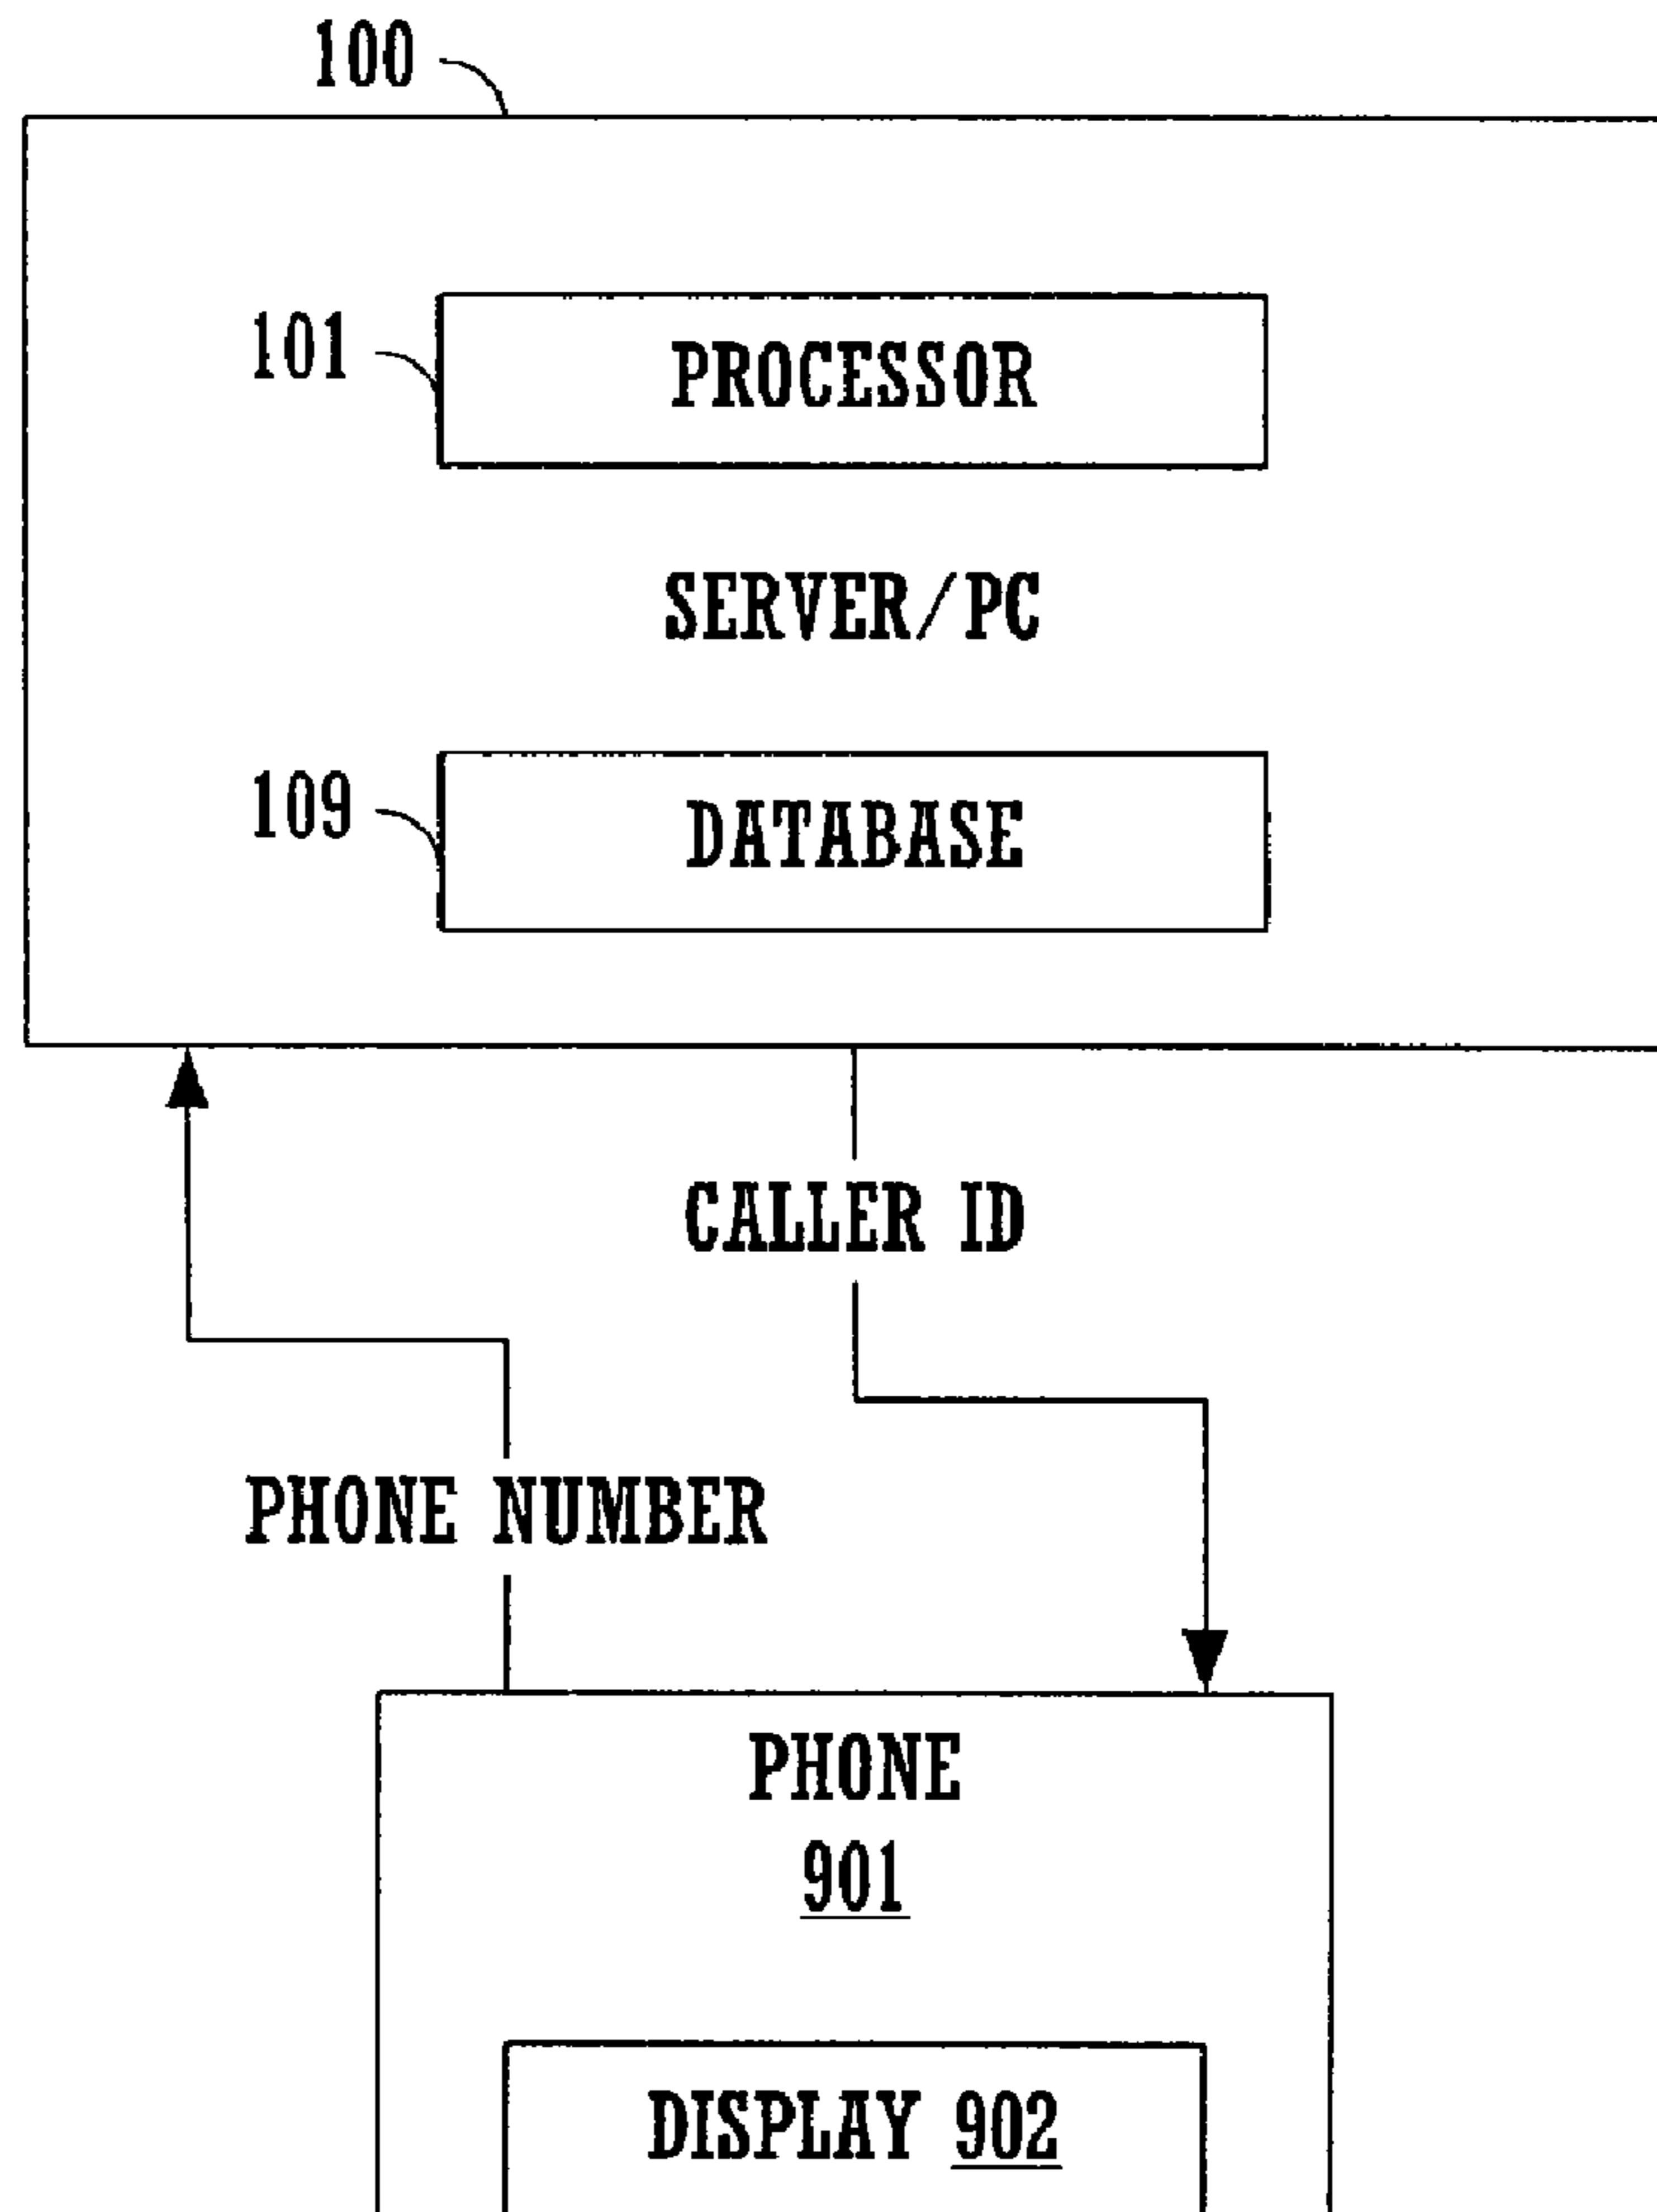 100
101
PROCESSOR
SERVER/PC
109
DATABASE
CALLER ID
PHONE NUMBER
PHONE
901
DISPLAY 902